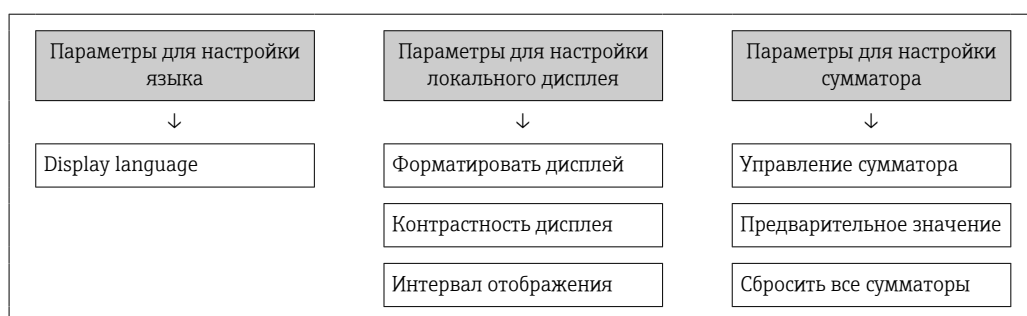 Параметры для настройки
языка
↓
Display language
Параметры для настройки
локального дисплея
↓
Форматировать дисплей
Контрастность дисплея
Интервал отображения
Параметры для настройки
сумматора
↓
Управление сумматора
Предварительное значение
Сбросить все сумматоры